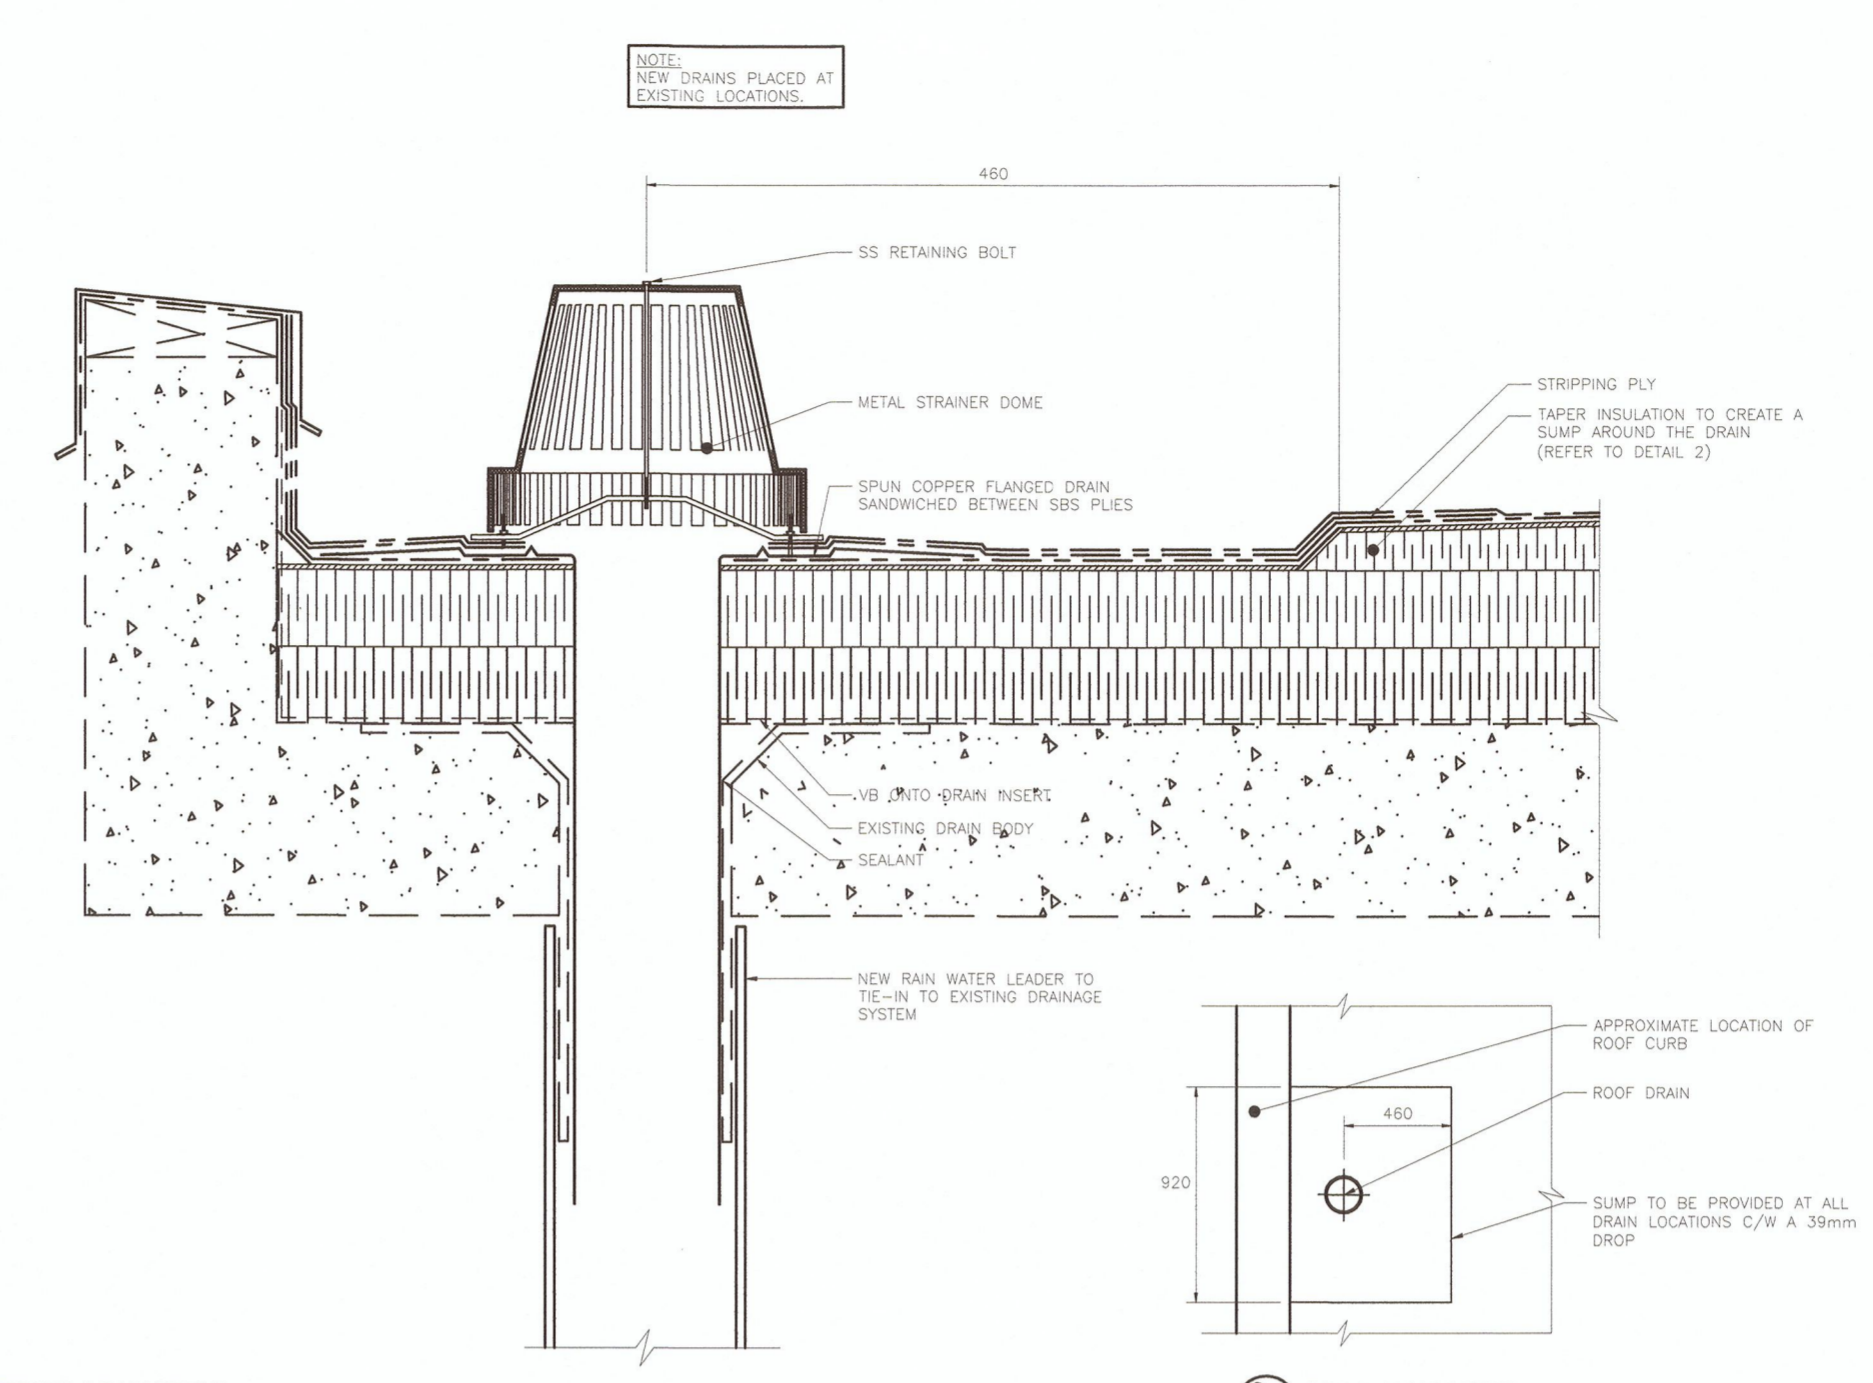 NOTE:
NEW DRAINS PLACED AT
EXISTING LOCATIONS.
460
SS RETAINING BOLT
METAL STRAINER DOME
STRIPPING PLY
TAPER INSULATION TO CREATE A
SUMP AROUND THE DRAIN
(REFER TO DETAIL 2)
SPUN COPPER FLANGED DRAIN
SANDWICHED BETWEEN SBS PLIES
VB ONTO DRAIN INSERT
EXISTING DRAIN BODY
SEALANT
NEW RAIN WATER LEADER TO
TIE-IN TO EXISTING DRAINAGE
SYSTEM
APPROXIMATE LOCATION OF
ROOF CURB
ROOF DRAIN
460
920
SUMP TO BE PROVIDED AT ALL
DRAIN LOCATIONS C/W A 39mm
DROP